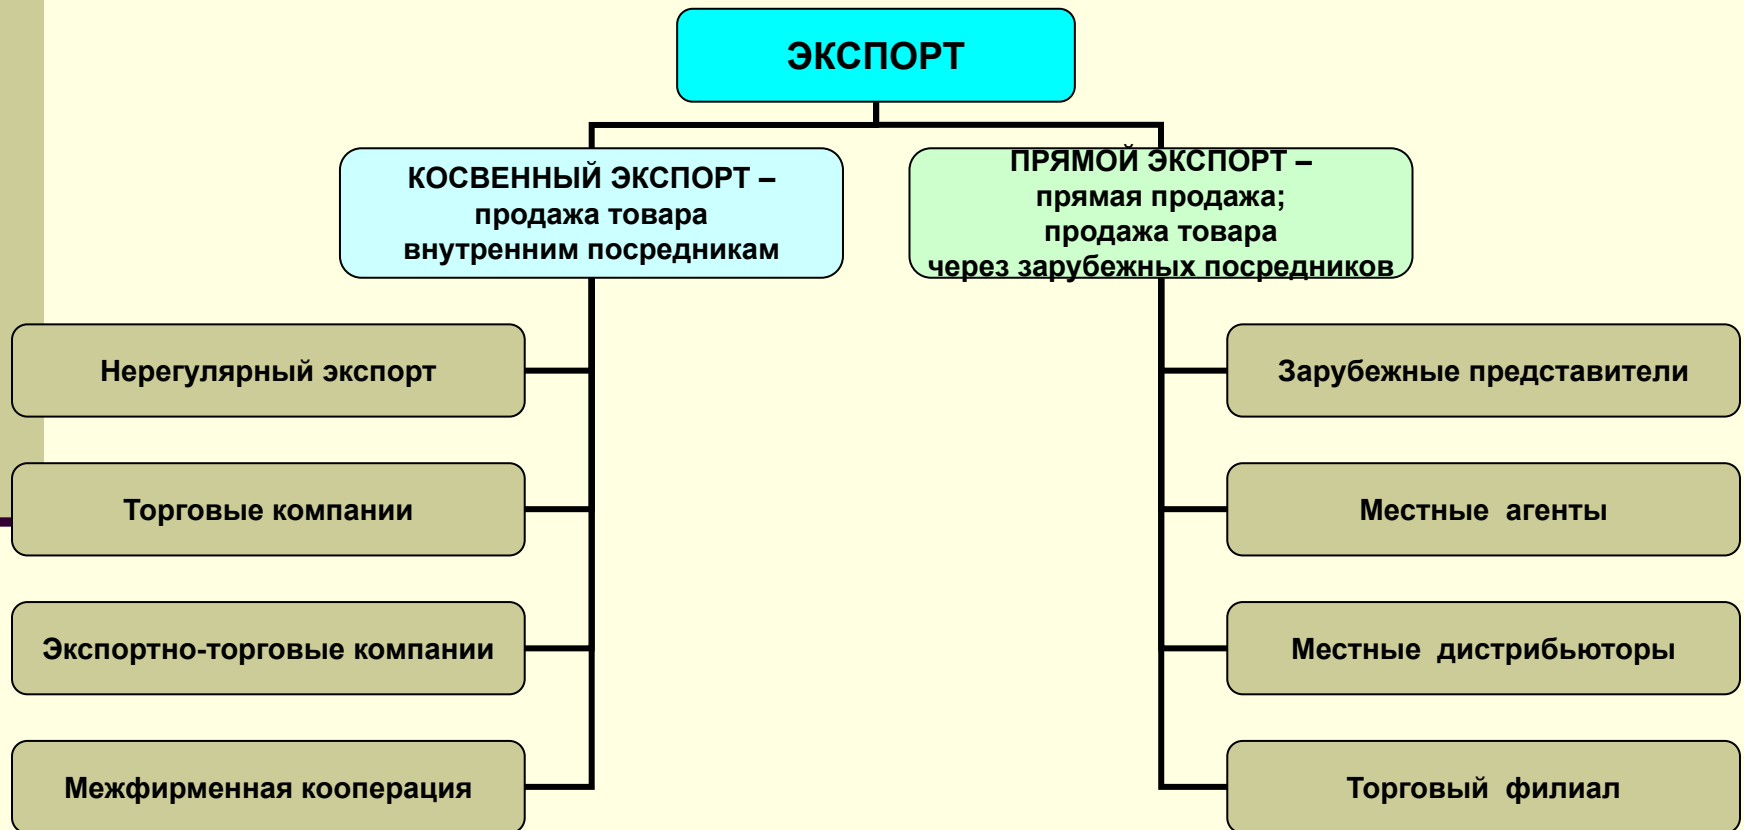 ЭКСПОРТ
КОСВЕННЫЙ ЭКСПОРТ –
продажа товара
внутренним посредникам
ПРЯМОЙ ЭКСПОРТ –
прямая продажа;
продажа товара
через зарубежных посредников
Нерегулярный экспорт
Торговые компании
Экспортно-торговые компании
Межфирменная кооперация
Зарубежные представители
Местные агенты
Местные дистрибьюторы
Торговый филиал